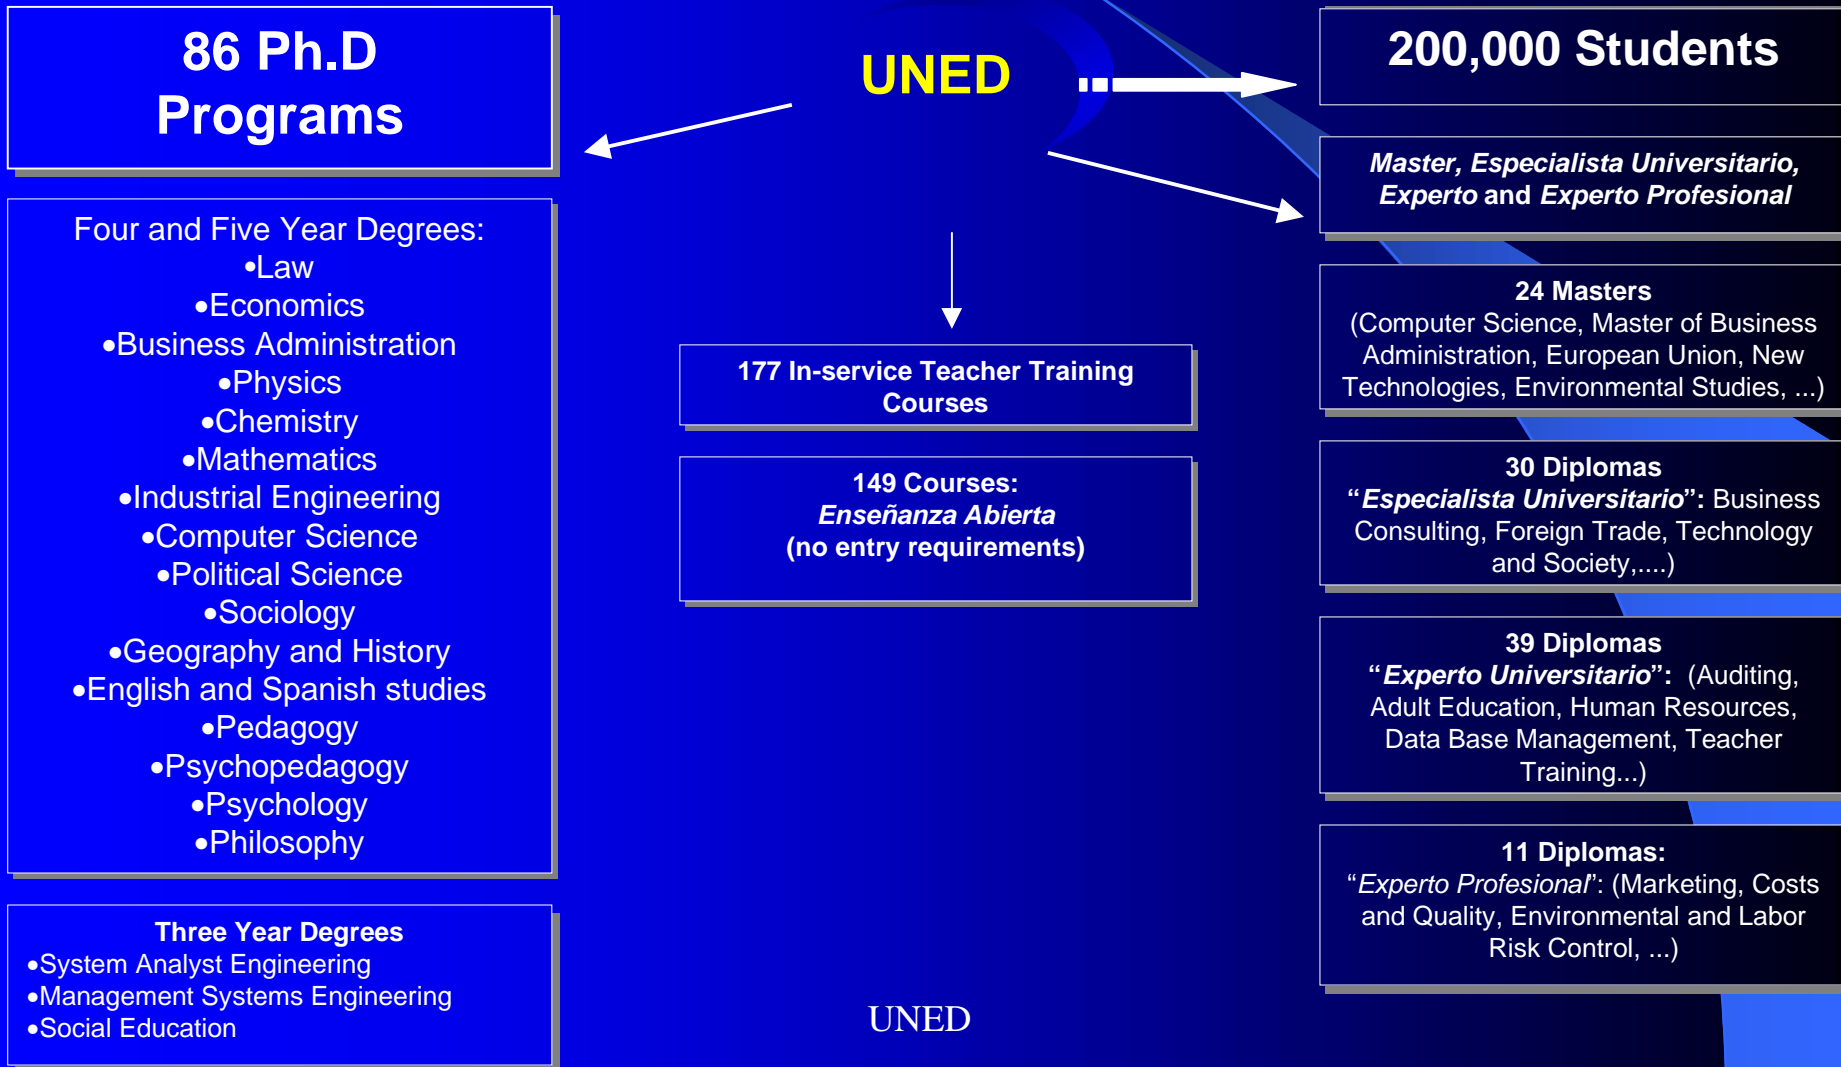 86 Ph.D
Programs
Four and Five Year Degrees:
•Law
•Economics
•Business Administration
•Physics
•Chemistry
•Mathematics
•Industrial Engineering
•Computer Science
•Political Science
•Sociology
•Geography and History
•English and Spanish studies
•Pedagogy
•Psychopedagogy
•Psychology
•Philosophy
Three Year Degrees
•System Analyst Engineering
•Management Systems Engineering
•Social Education
UNED
177 In-service Teacher Training
Courses
149 Courses:
Enseñanza Abierta
(no entry requirements)
UNED
200,000 Students
Master, Especialista Universitario,
Experto and Experto Profesional
24 Masters
(Computer Science, Master of Business
Administration, European Union, New
Technologies, Environmental Studies, ...)
30 Diplomas
“Especialista Universitario”: Business
Consulting, Foreign Trade, Technology
and Society,....)
39 Diplomas
“Experto Universitario”: (Auditing,
Adult Education, Human Resources,
Data Base Management, Teacher
Training...)
11 Diplomas:
“Experto Profesional”: (Marketing, Costs
and Quality, Environmental and Labor
Risk Control, ...)